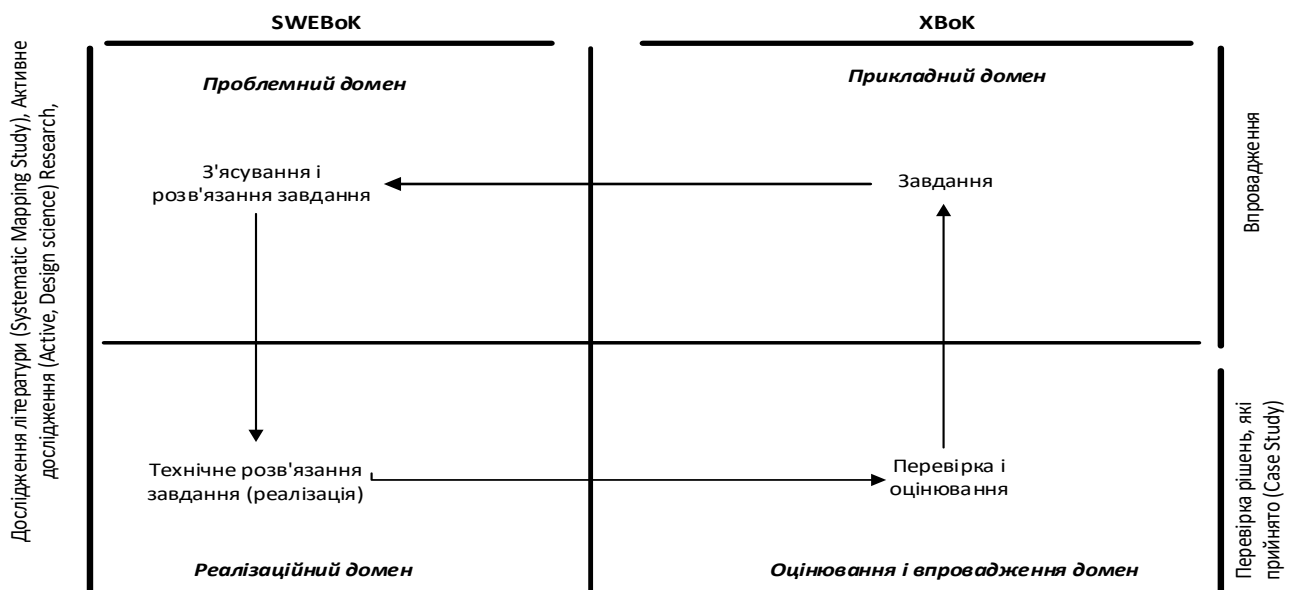 SWEBoK
XBoK
Проблемний домен
Прикладний домен
Дослідження літератури (Systematic Mapping Study), Активне
дослідження (Active, Design science) Research,
З'ясування і
розв'язання завдання
Завдання
Впровадження
Технічне розв'язання
завдання (реалізація)
Перевірка і
оцінювання
Перевірка рішень, які
прийнято (Case Study)
Реалізаційний домен
Оцінювання і впровадження домен